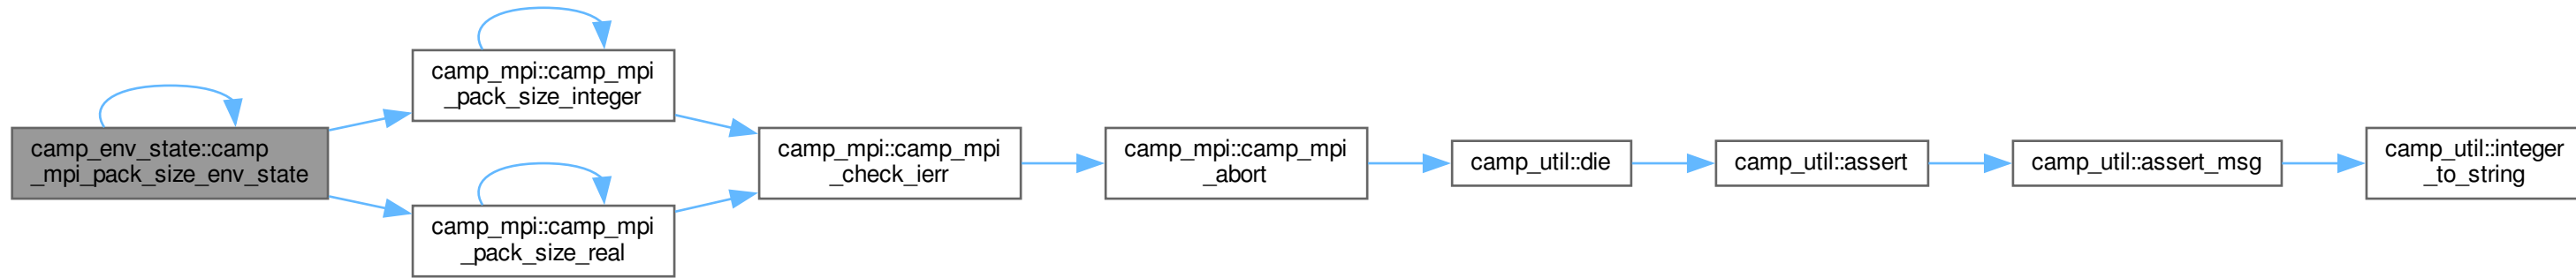 camp_env_state::camp
_mpi_pack_size_env_state
camp_mpi::camp_mpi
_pack_size_integer
camp_mpi::camp_mpi
_pack_size_real
camp_mpi::camp_mpi
_check_ierr
camp_mpi::camp_mpi
_abort
camp_util::die
camp_util::assert
camp_util::assert_msg
camp_util::integer
_to_string